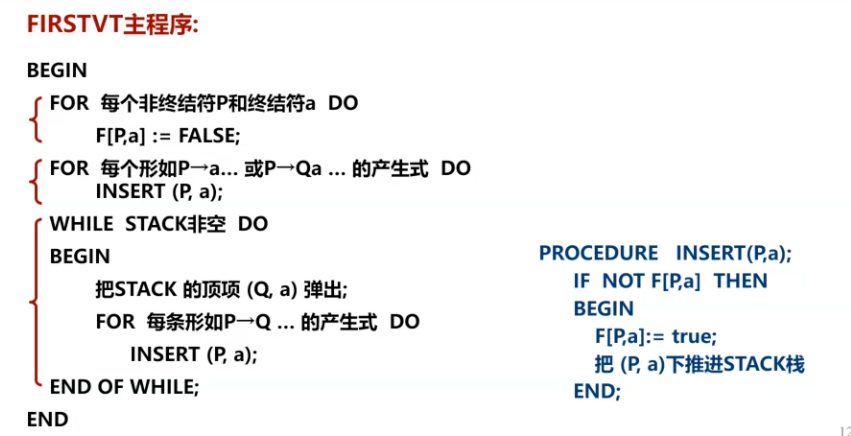 FIRSTVT主程序:
BEGIN
FOR 每个非终结符P和终结符a DO
F[P,a] := FALSE;
FOR 每个形如P→a… 或P→Qa … 的产生式 DO
INSERT (P, a);
WHILE STACK非空 DO
BEGIN
把STACK 的顶项 (Q, a) 弹出;
FOR 每条形如P→Q … 的产生式 DO
INSERT (P, a);
END OF WHILE;
END
PROCEDURE INSERT(P,a);
IF NOT F[P,a] THEN
BEGIN
F[P,a]:= true;
把 (P, a)下推进STACK栈
END;
12